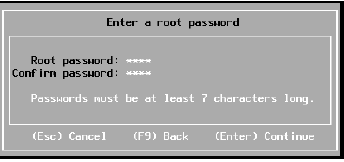 Enter a root password
Root password: ****
Confirm password: ****
Passwords must be at least 7 characters long.
(Esc) Cancel (F9) Back (Enter) Continue